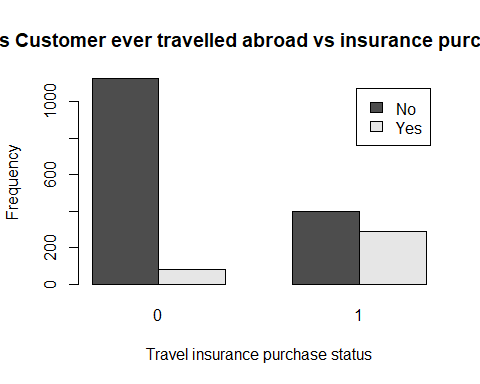 s Customer ever travelled abroad vs insurance purc
No
Yes
Frequency
1000
600
200
0
0
1
Travel insurance purchase status